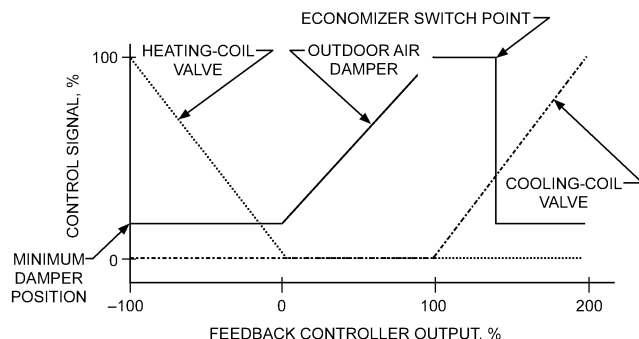 ECONOMIZER SWITCH POINT
HEATING-COIL
VALVE
OUTDOOR AIR
DAMPER
100
CONTROL SIGNAL, %
COOLING-COIL
VALVE
MINIMUM
DAMPER
POSITION
0
–100
0
100
200
FEEDBACK CONTROLLER OUTPUT, %